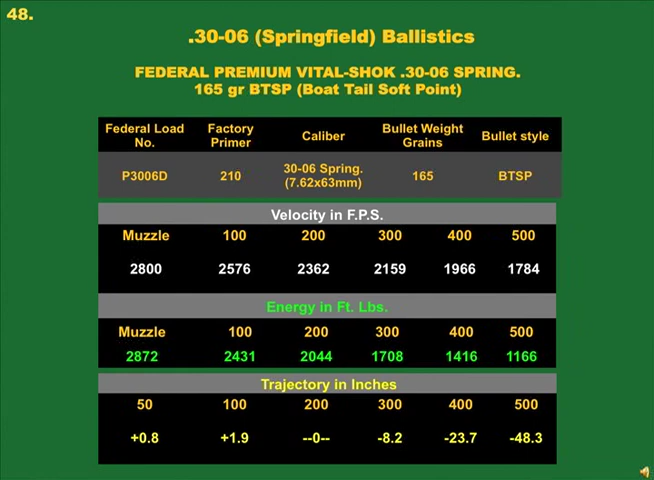 48.
.30-06 (Springfield) Ballistics
FEDERAL PREMIUM VITAL-SHOK .30-06 SPRING.
165 gr BTSP (Boat Tail Soft Point)
Federal Load No. Factory Primer Caliber Bullet Weight Grains Bullet style
P3006D 210 30-06 Spring. (7.62x63mm) 165 BTSP
Velocity in F.P.S.
Muzzle 100 200 300 400 500
2800 2576 2362 2159 1966 1784
Energy in Ft. Lbs.
Muzzle 100 200 300 400 500
2872 2431 2044 1708 1416 1166
Trajectory in Inches
50 100 200 300 400 500
+0.8 +1.9 --0-- -8.2 -23.7 -48.3